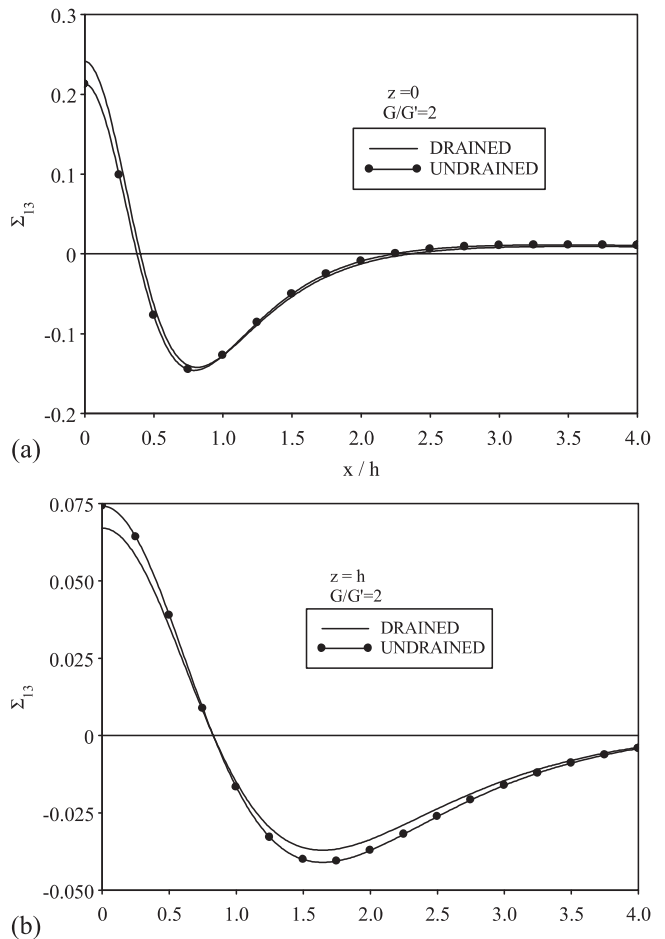 0.3
0.2
0.1
0
-0.1
-0.2
Σ13
z =0
G/G'=2
DRAINED
UNDRAINED
0 0.5 1.0 1.5 2.0 2.5 3.0 3.5 4.0
(a)
x / h
0.075
0.050
0.025
0
-0.025
-0.050
Σ13
z = h
G/G'=2
DRAINED
UNDRAINED
0 0.5 1.0 1.5 2.0 2.5 3.0 3.5 4.0
(b)